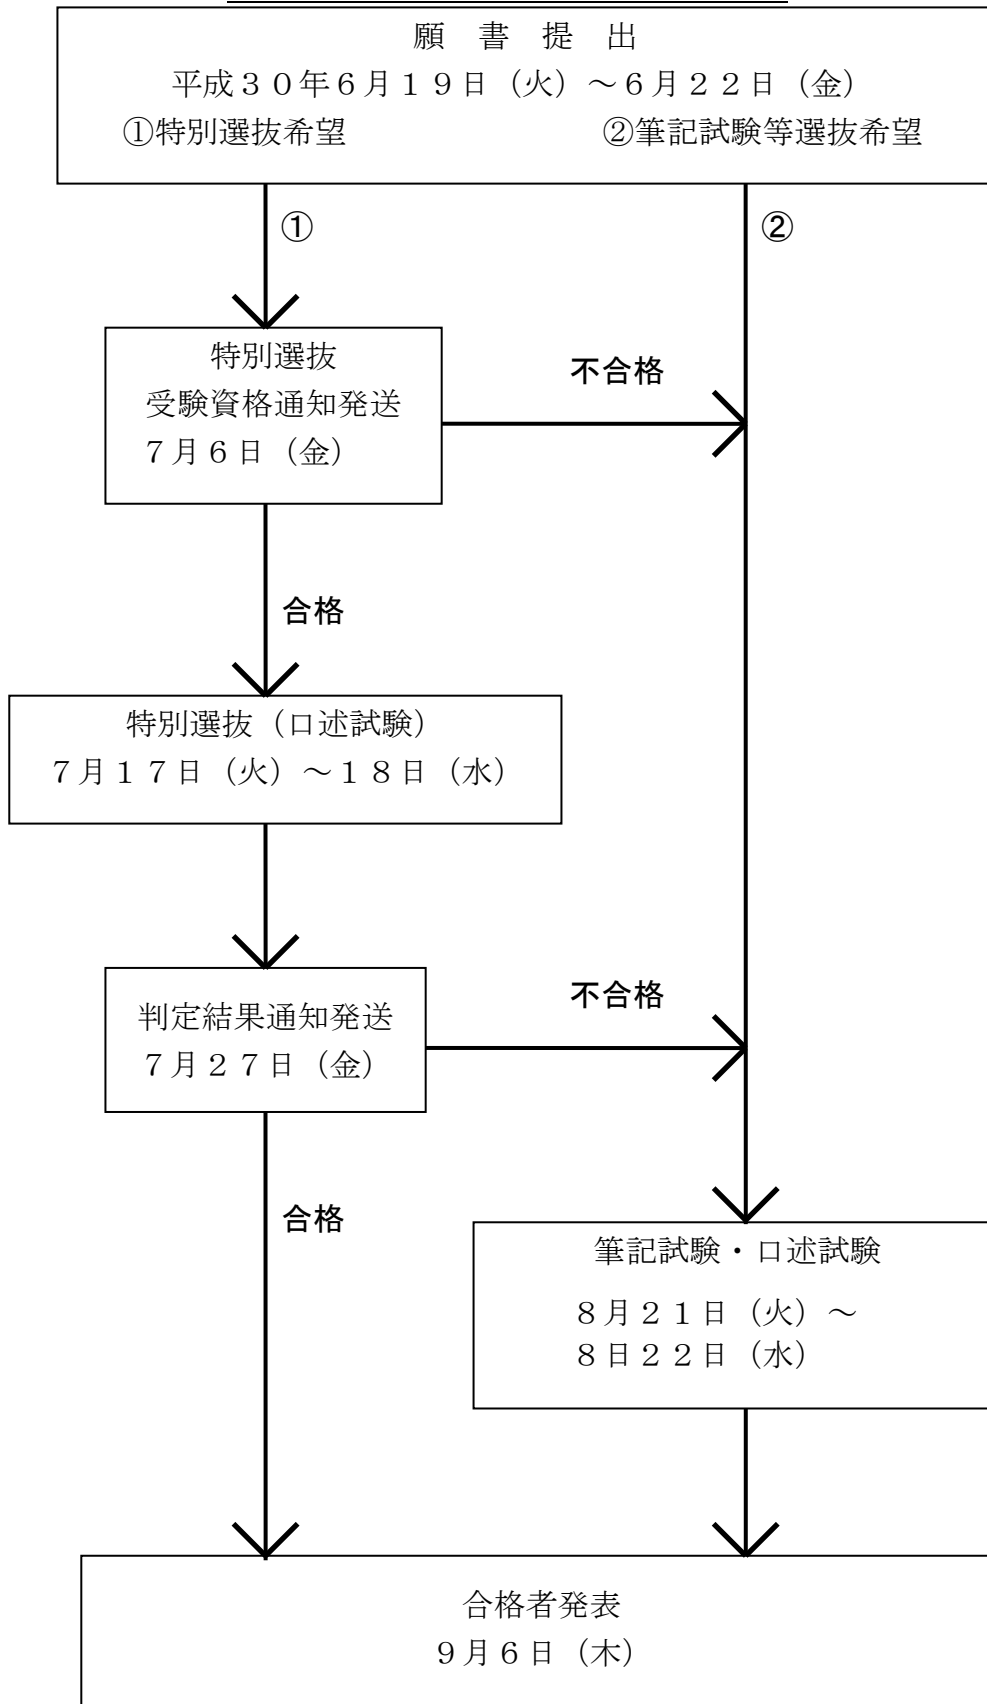 願　書　提　出
平成３０年６月１９日（火）～６月２２日（金）
①特別選抜希望　②筆記試験等選抜希望
①　②
特別選抜
受験資格通知発送
７月６日（金）
不合格
合格
特別選抜（口述試験）
７月１７日（火）～１８日（水）
判定結果通知発送
７月２７日（金）
不合格
合格
筆記試験・口述試験
８月２１日（火）～
８日２２日（水）
合格者発表
９月６日（木）